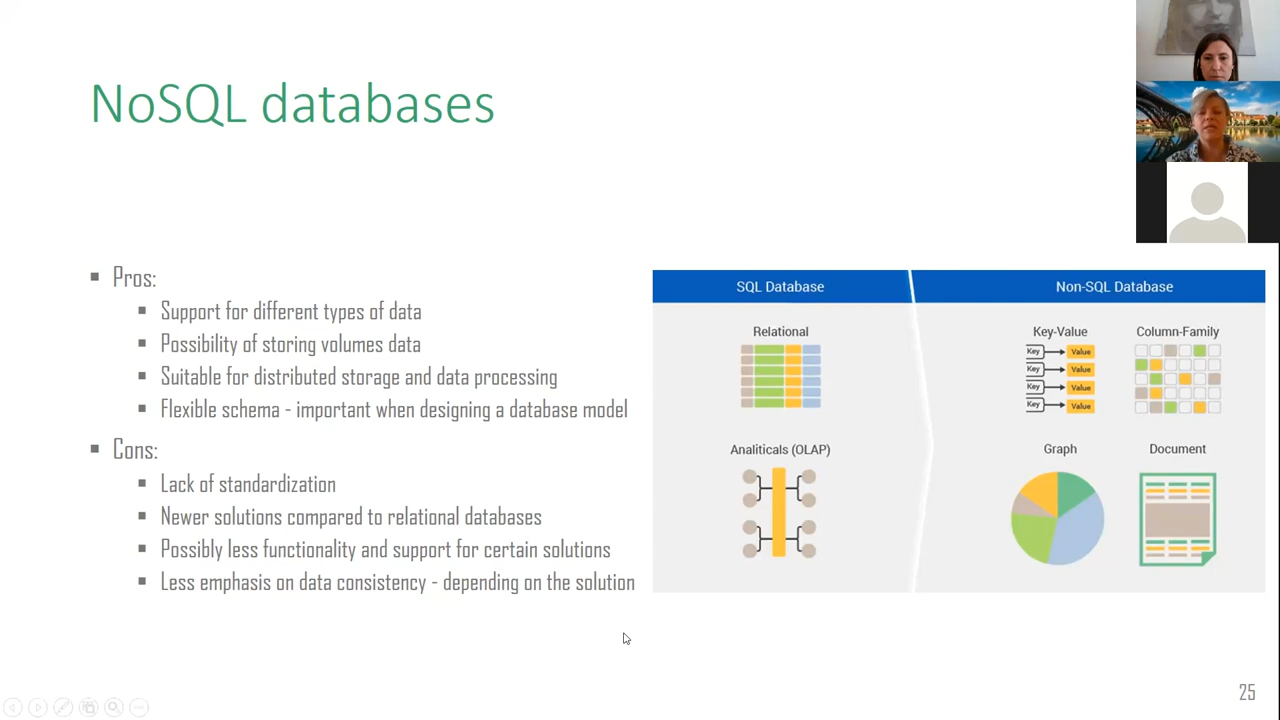 NoSQL databases
Pros:
Support for different types of data
Possibility of storing volumes data
Suitable for distributed storage and data processing
Flexible schema - important when designing a database model
Cons:
Lack of standardization
Newer solutions compared to relational databases
Possibly less functionality and support for certain solutions
Less emphasis on data consistency - depending on the solution
SQL Database
Non-SQL Database
Relational
Key-Value
Column-Family
Key Value
Key Value
Key Value
Key Value
Analiticals (OLAP)
Graph
Document
25